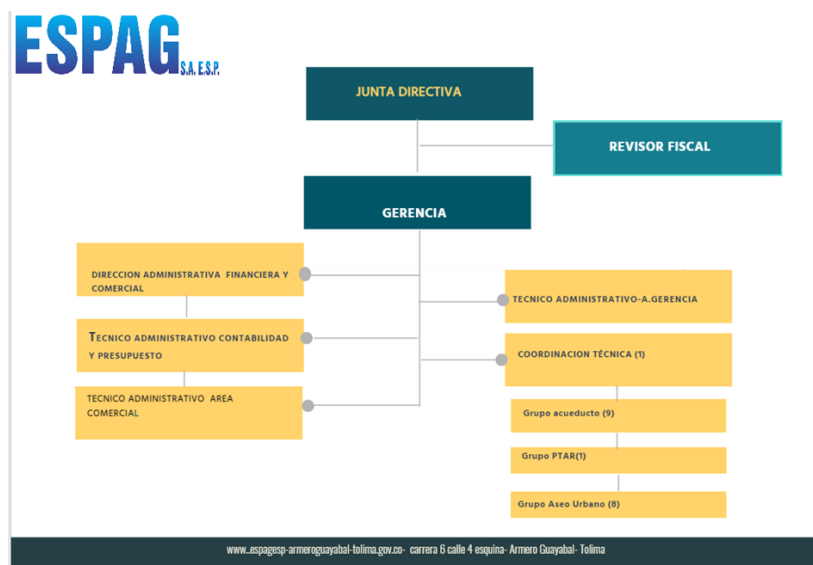 ESPAG S.A. E.S.P.
JUNTA DIRECTIVA
REVISOR FISCAL
GERENCIA
DIRECCION ADMINISTRATIVA FINANCIERA Y
COMERCIAL
TECNICO ADMINISTRATIVO CONTABILIDAD
Y PRESUPUESTO
TECNICO ADMINISTRATIVO AREA
COMERCIAL
TECNICO ADMINISTRATIVO-A.GERENCIA
COORDINACION TÉCNICA (1)
Grupo acueducto (9)
Grupo PTAR(1)
Grupo Aseo Urbano (8)
www..espagesp-armeroguayabal-tolima.gov.co- carrera 6 calle 4 esquina- Armero Guayabal- Tolima